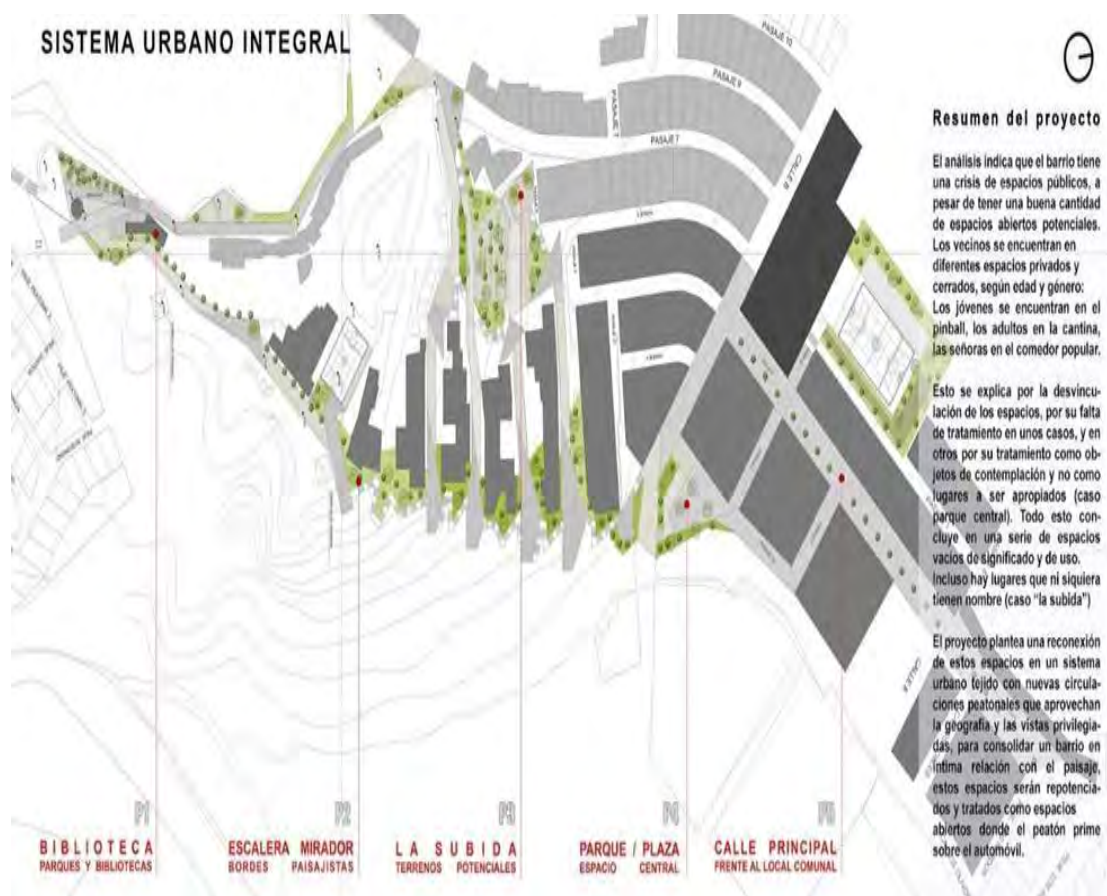 SISTEMA URBANO INTEGRAL
PASAJE 10
PASAJE 9
PASAJE 7
CALLE B
Resumen del proyecto
El análisis indica que el barrio tiene
una crisis de espacios públicos, a
pesar de tener una buena cantidad
de espacios abiertos potenciales.
Los vecinos se encuentran en
diferentes espacios privados y
cerrados, según edad y género:
Los jóvenes se encuentran en el
pinball, los adultos en la cantina,
las señoras en el comedor popular.
Esto se explica por la desvincu-
lación de los espacios, por su falta
de tratamiento en unos casos, y en
otros por su tratamiento como ob-
jetos de contemplación y no como
lugares a ser apropiados (caso
parque central). Todo esto con-
cluye en una serie de espacios
vacíos de significado y de uso.
Incluso hay lugares que ni siquiera
tienen nombre (caso "la subida")
El proyecto plantea una reconexión
de estos espacios en un sistema
urbano tejido con nuevas circula-
ciones peatonales que aprovechan
la geografía y las vistas privilegia-
das, para consolidar un barrio en
íntima relación con el paisaje,
estos espacios serán repotencia-
dos y tratados como espacios
abiertos donde el peatón prime
sobre el automóvil.
P1
BIBLIOTECA
PARQUES Y BIBLIOTECAS
P2
ESCALERA MIRADOR
BORDES PAISAJISTAS
P3
LA SUBIDA
TERRENOS POTENCIALES
P4
PARQUE / PLAZA
ESPACIO CENTRAL
P5
CALLE PRINCIPAL
FRENTE AL LOCAL COMUNAL